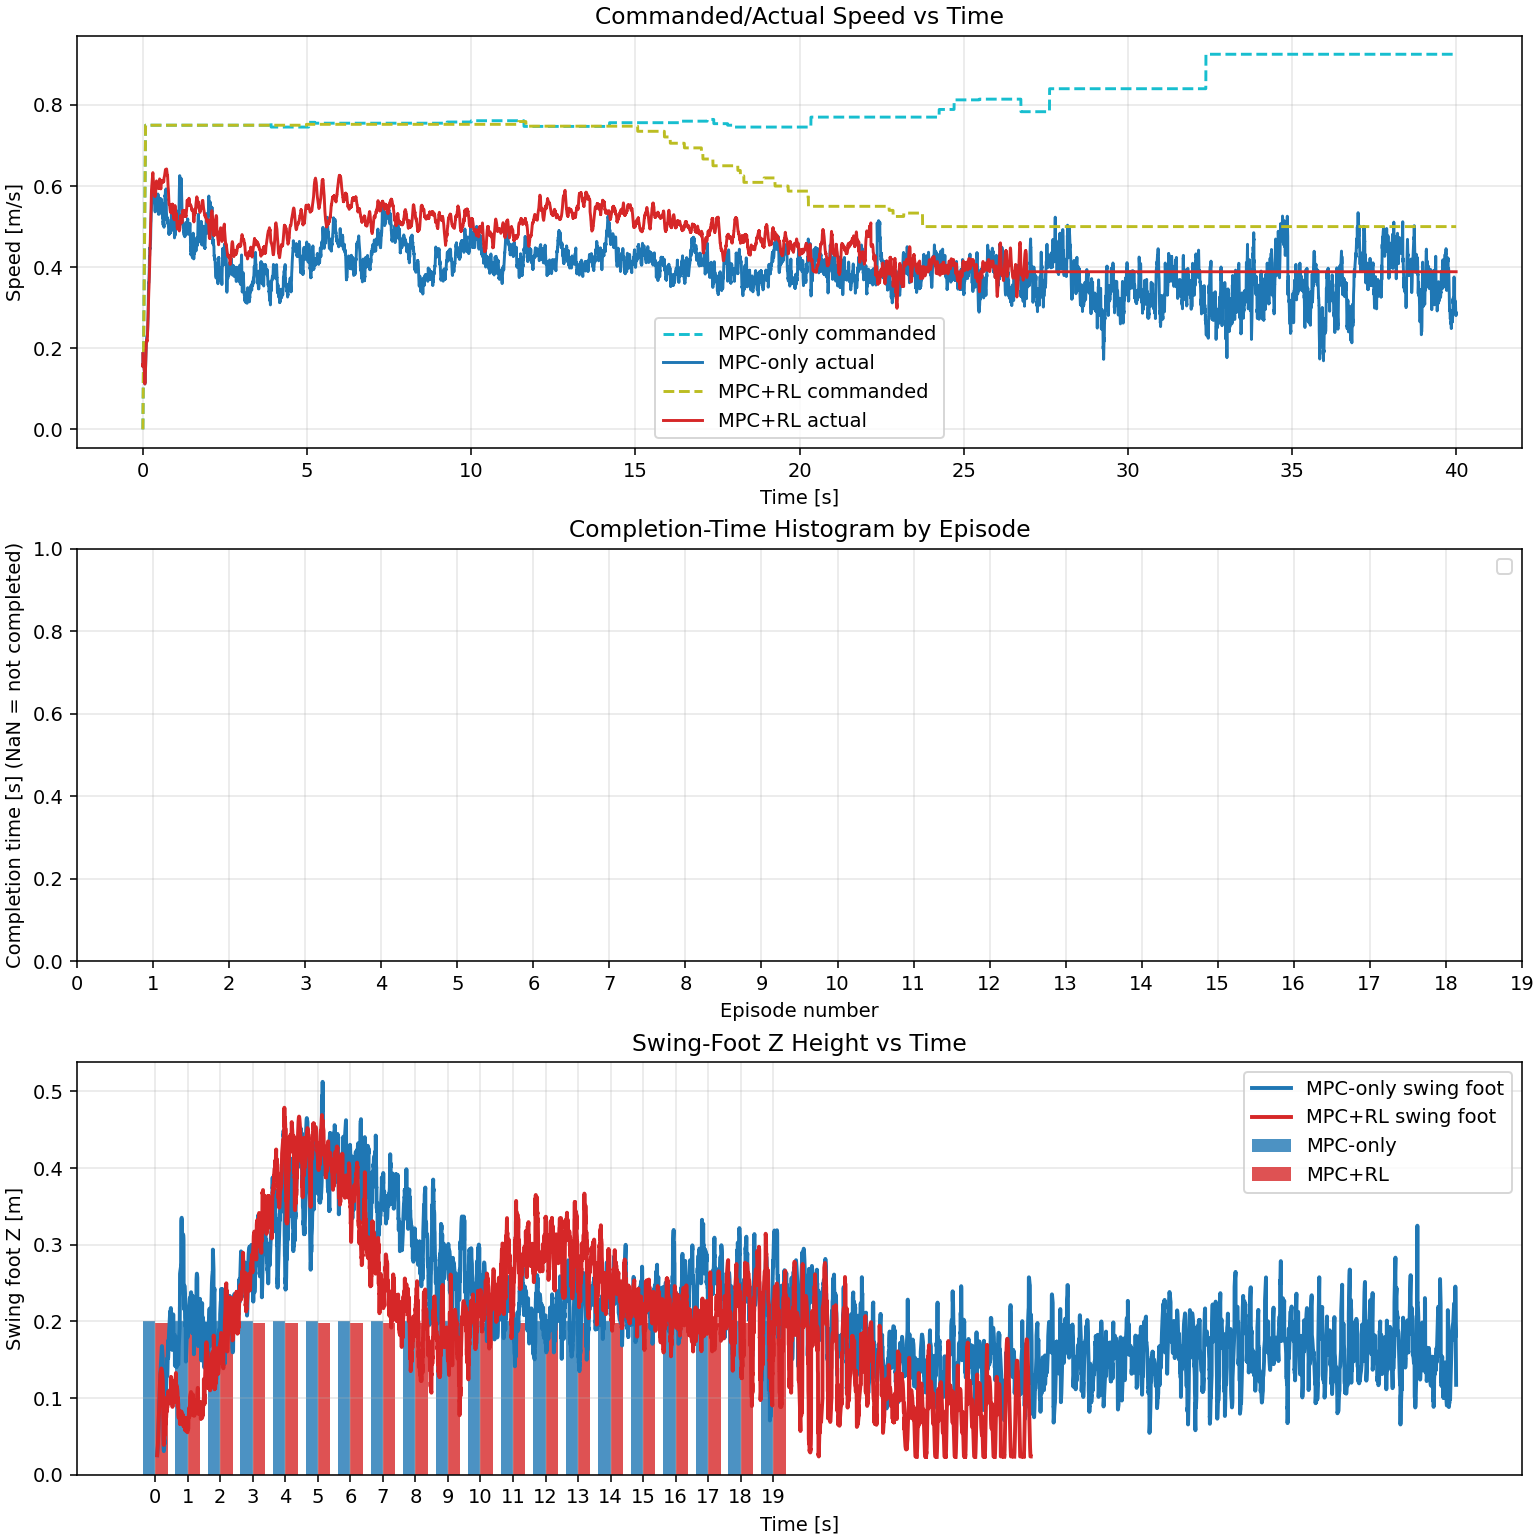 Commanded/Actual Speed vs Time
Speed [m/s]
0.8
0.6
0.4
0.2
0.0
MPC-only commanded
MPC-only actual
MPC+RL commanded
MPC+RL actual
0 5 10 15 20 25 30 35 40
Time [s]
Completion-Time Histogram by Episode
Completion time [s] (NaN = not completed)
1.0
0.8
0.6
0.4
0.2
0.0
0 1 2 3 4 5 6 7 8 9 10 11 12 13 14 15 16 17 18 19
Episode number
Swing-Foot Z Height vs Time
Swing foot Z [m]
0.5
0.4
0.3
0.2
0.1
0.0
MPC-only swing foot
MPC+RL swing foot
MPC-only
MPC+RL
0 1 2 3 4 5 6 7 8 9 10 11 12 13 14 15 16 17 18 19
Time [s]